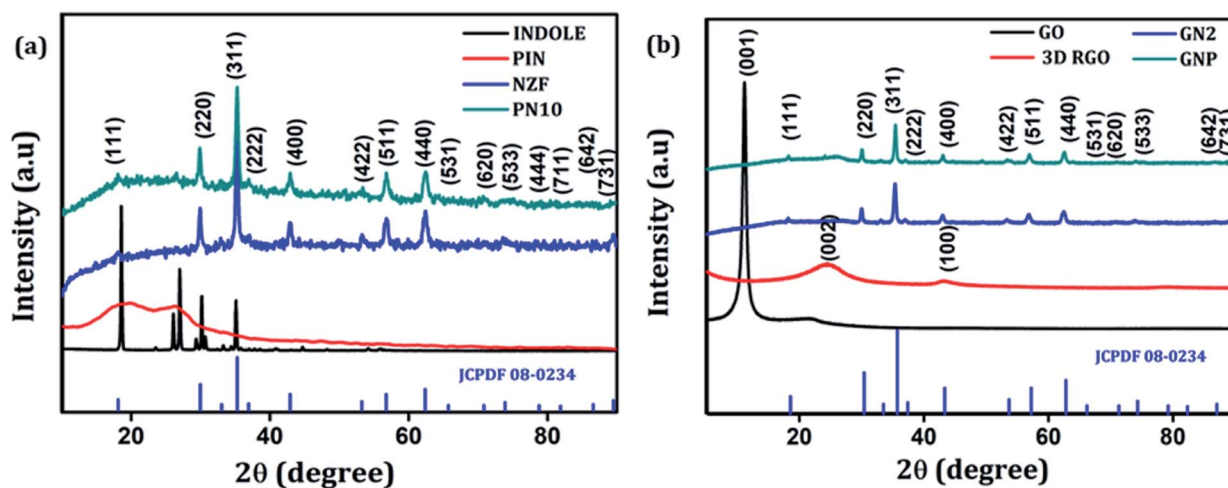 (a)
INDOLE
PIN
NZF
PN10
(111)
(220)
(311)
(222)
(400)
(422)
(511)
(440)
(531)
(620)
(533)
(444)
(711)
(642)
(731)
Intensity (a.u)
JCPDF 08-0234
20 40 60 80
2θ (degree)
(b)
GO
3D RGO
GN2
GNP
(001)
(111)
(220)
(311)
(222)
(400)
(422)
(511)
(440)
(531)
(620)
(533)
(642)
(731)
(002)
(100)
Intensity (a.u)
JCPDF 08-0234
20 40 60 80
2θ (degree)